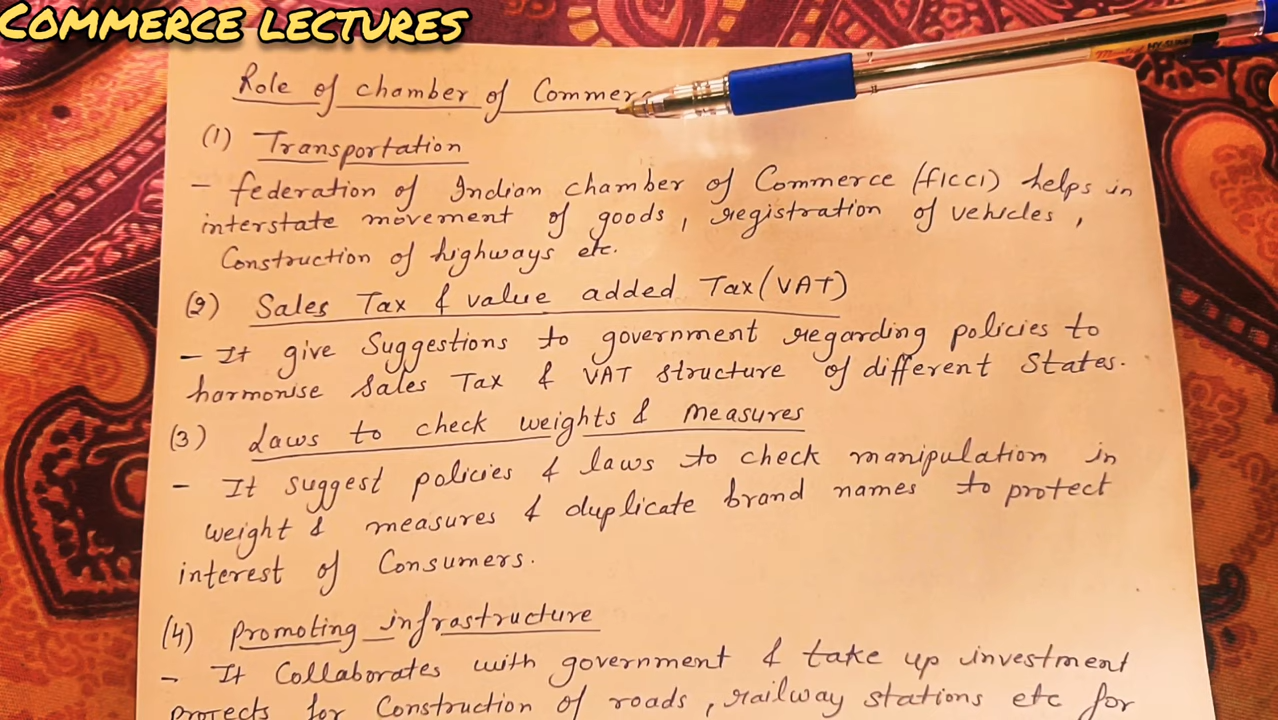 COMMERCE LECTURES
Role of chamber of Commerc
(1) Transportation
- federation of Indian chamber of Commerce (fICCI) helps in
interstate movement of goods, registration of vehicles,
Construction of highways etc.
(2) Sales Tax & value added Tax (VAT)
- It give Suggestions to government regarding policies to
harmonise Sales Tax & VAT structure of different States.
(3) Laws to check weights & measures
- It suggest policies & laws to check manipulation in
weight & measures & duplicate brand names to protect
interest of Consumers.
(4) promoting infrastructure
- It Collaborates with government & take up investment
projects for Construction of roads, railway stations etc for